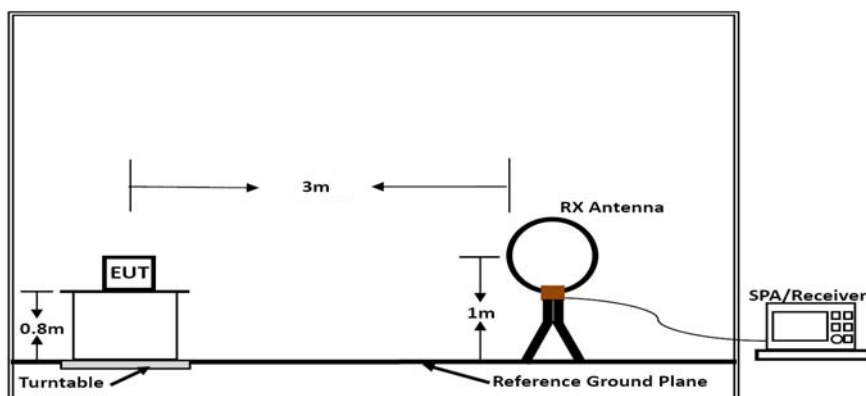 3m
RX Antenna
EUT
SPA/Receiver
0.8m
1m
Turntable
Reference Ground Plane